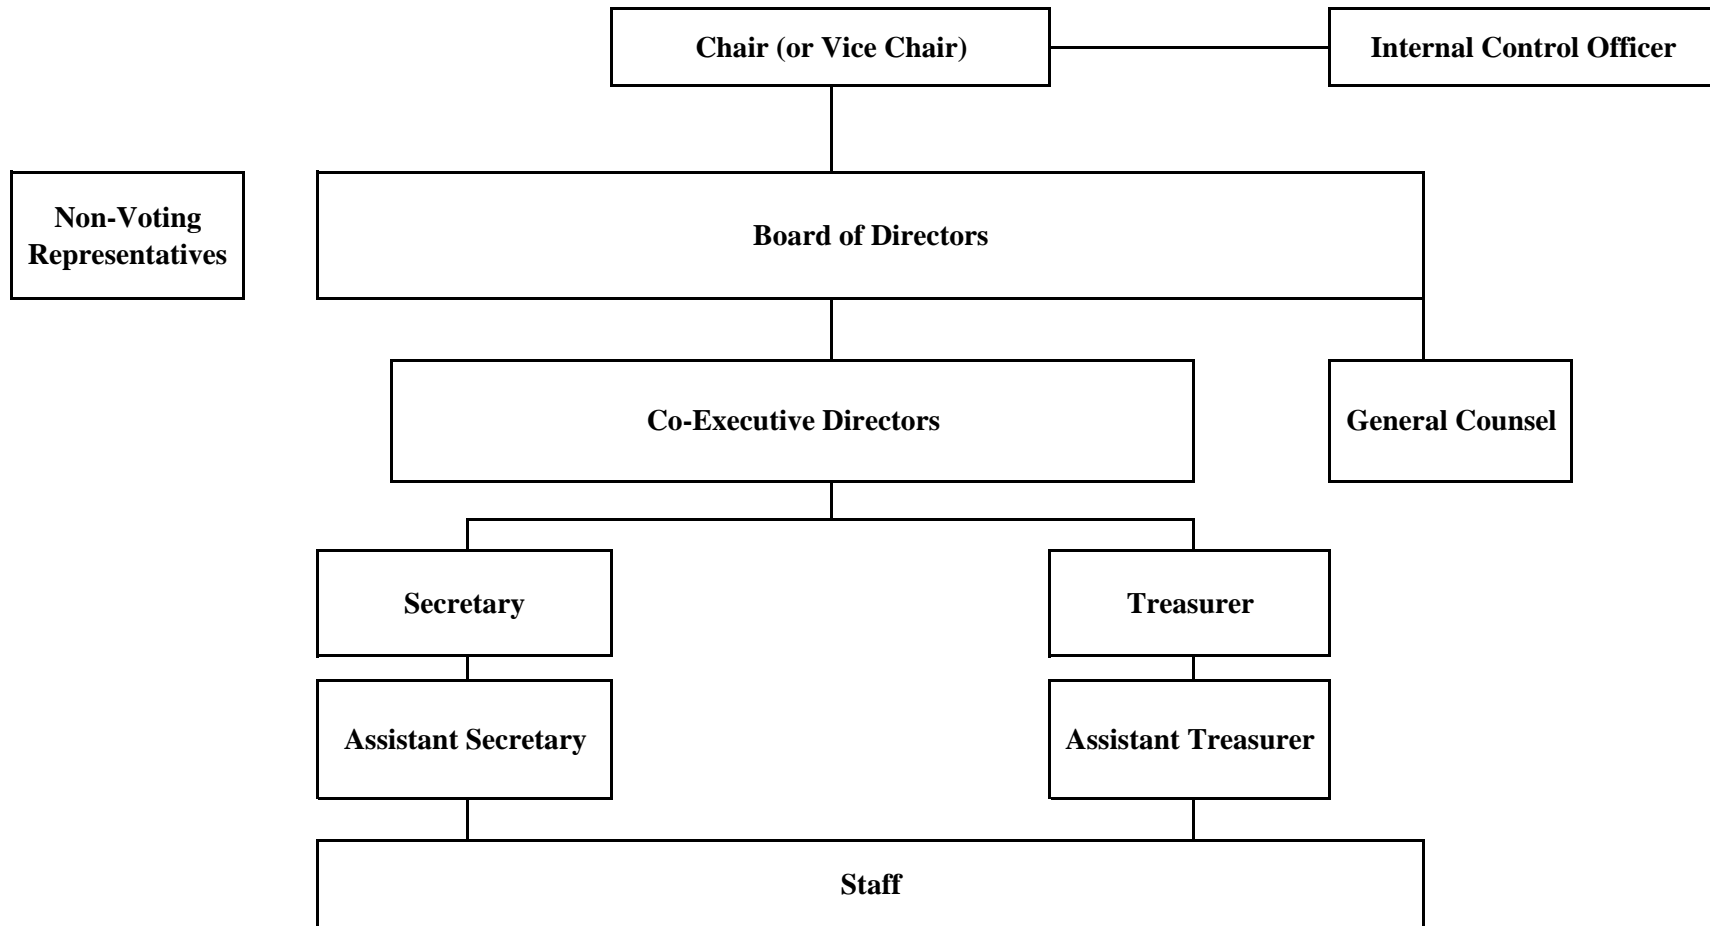 Chair (or Vice Chair)
Internal Control Officer
Non-Voting
Representatives
Board of Directors
Co-Executive Directors
General Counsel
Secretary
Treasurer
Assistant Secretary
Assistant Treasurer
Staff